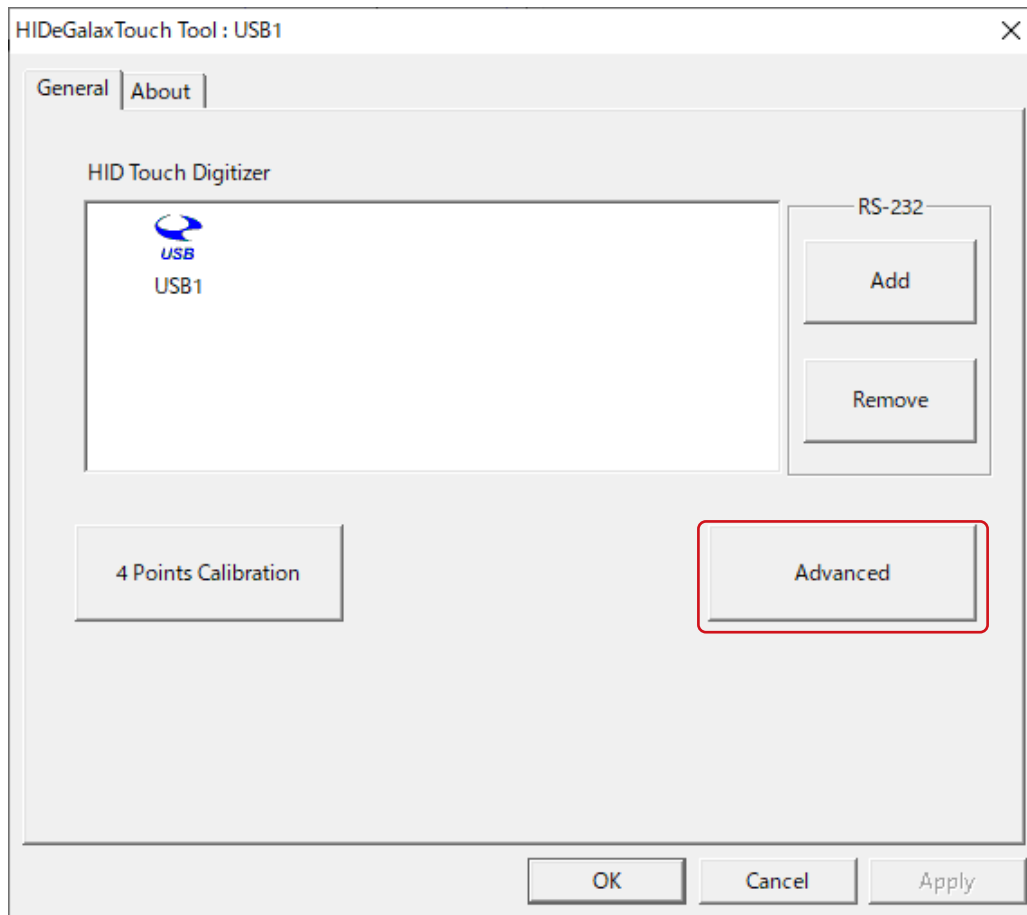 HIDeGalaxTouch Tool : USB1
General
About
HID Touch Digitizer
USB
USB1
RS-232
Add
Remove
4 Points Calibration
Advanced
OK
Cancel
Apply